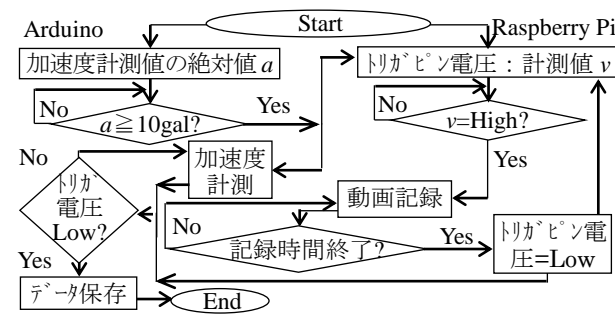 Start
Arduino
Raspberry Pi
加速度計測値の絶対値 a
ﾄﾘｶﾞﾋﾟﾝ電圧：計測値 v
No
Yes
a≧10gal?
No
v=High?
Yes
No
加速度
計測
ﾄﾘｶﾞ
電圧
Low?
動画記録
No
記録時間終了?
Yes
ﾄﾘｶﾞﾋﾟﾝ電
圧=Low
Yes
ﾃﾞｰﾀ保存
End